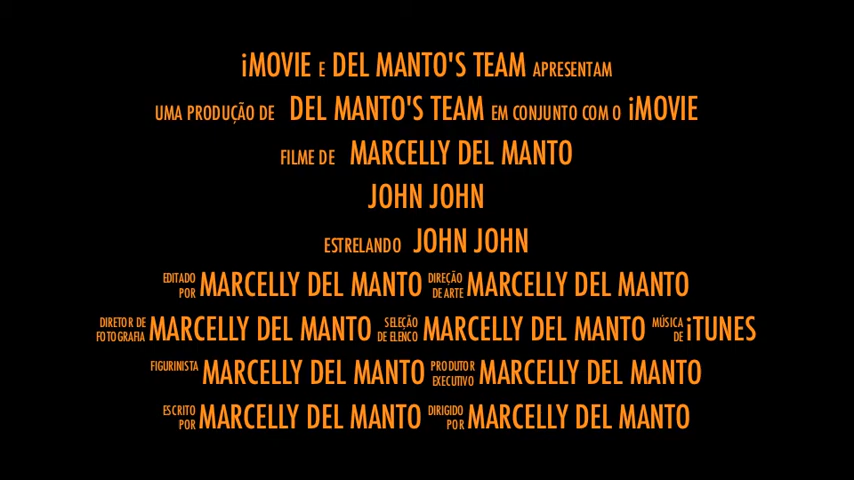 iMOVIE E DEL MANTO'S TEAM APRESENTAM
UMA PRODUÇÃO DE DEL MANTO'S TEAM EM CONJUNTO COM O iMOVIE
FILME DE MARCELLY DEL MANTO
JOHN JOHN
ESTRELANDO JOHN JOHN
EDITADO POR MARCELLY DEL MANTO DIREÇÃO DE ARTE MARCELLY DEL MANTO
DIRETOR DE FOTOGRAFIA MARCELLY DEL MANTO SELEÇÃO DE ELENCO MARCELLY DEL MANTO MÚSICA DE iTUNES
FIGURINISTA MARCELLY DEL MANTO PRODUTOR EXECUTIVO MARCELLY DEL MANTO
ESCRITO POR MARCELLY DEL MANTO DIRIGIDO POR MARCELLY DEL MANTO